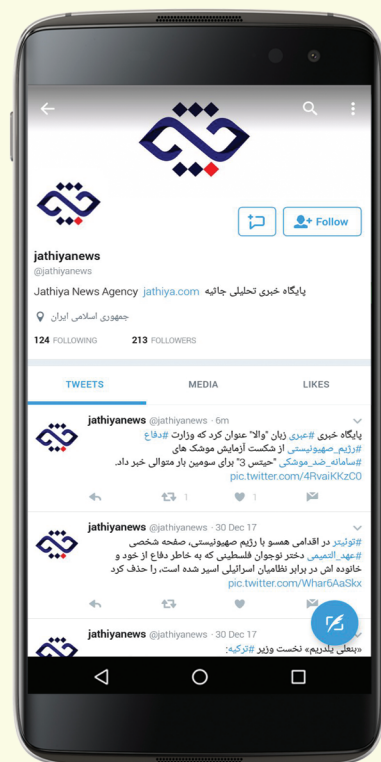 jathiyanews
@jathiyanews
Jathiya News Agency jathiya.com پایگاه خبری تحلیلی جاثیه
جمهوری اسلامی ایران
124 FOLLOWING 213 FOLLOWERS
Follow
TWEETS MEDIA LIKES
jathiyanews @jathiyanews · 6m
پایگاه خبری #عبری زبان "والا" عنوان کرد که وزارت #دفاع
#رژیم_صهیونیستی از شکست آزمایش موشک های
#سامانه_ضد_موشکی "حیتس 3" برای سومین بار متوالی خبر داد.
pic.twitter.com/4RvaiKKzC0
1 1
jathiyanews @jathiyanews · 30 Dec 17
#توئیتر در اقدامی همسو با رژیم صهیونیستی، صفحه شخصی
#عهد_التمیمی دختر نوجوان فلسطینی که به خاطر دفاع از خود و
خانوده اش در برابر نظامیان اسرائیلی اسیر شده است، را حذف کرد
pic.twitter.com/Whar6AaSkx
jathiyanews @jathiyanews · 30 Dec 17
«بنعلی یلدریم» نخست وزیر #ترکیه: